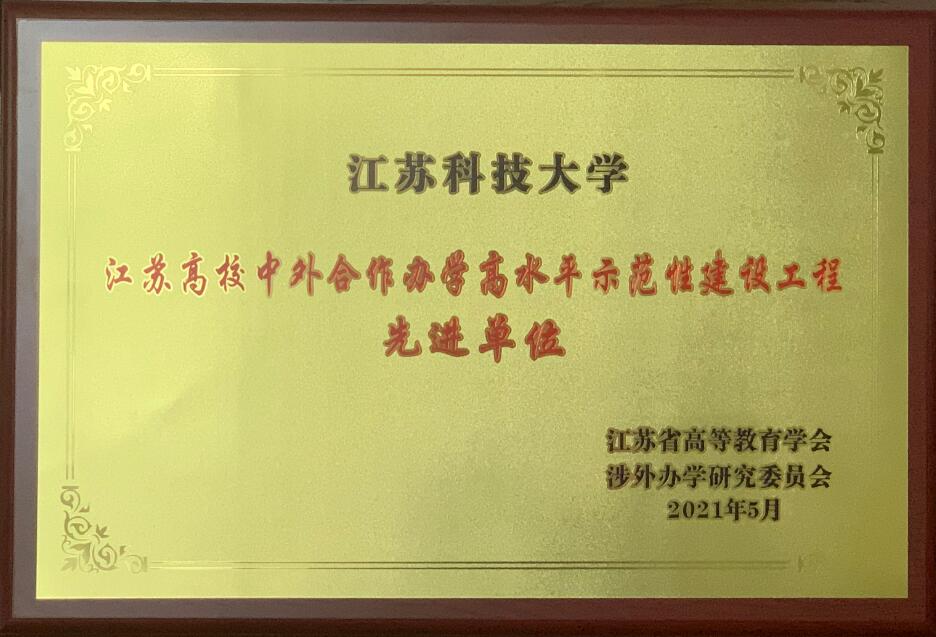 江苏科技大学
江苏高校中外合作办学高水平示范性建设工程
先进单位
江苏省高等教育学会
涉外办学研究委员会
2021年5月